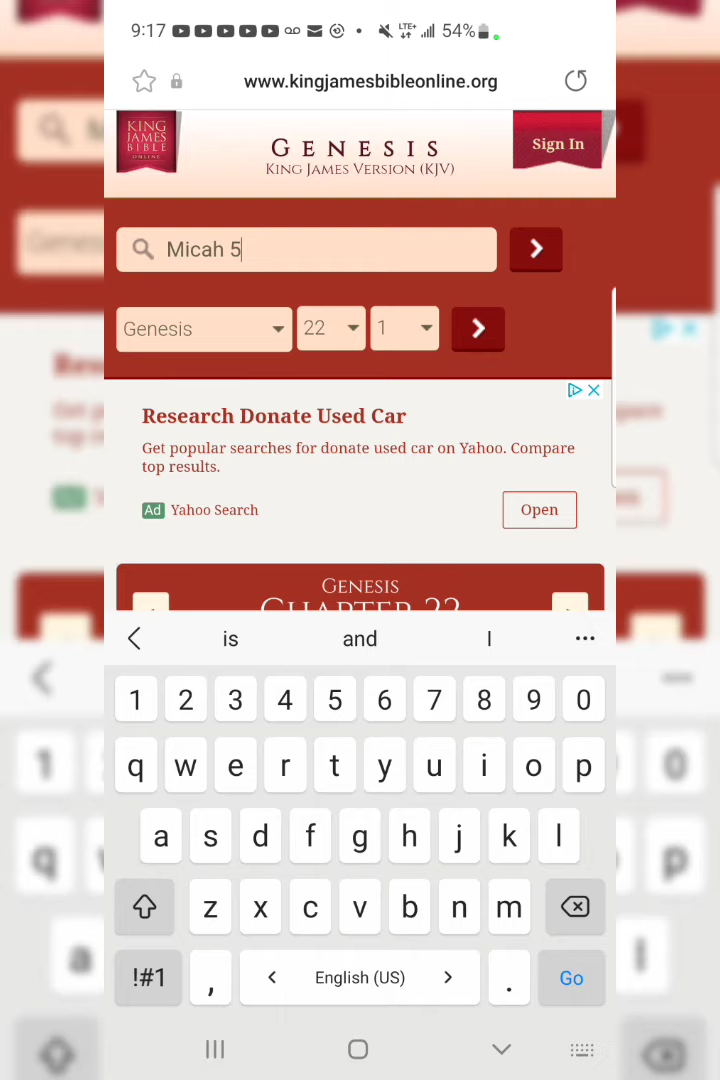 9:17 LTE+ 54%
www.kingjamesbibleonline.org
KING
JAMES
BIBLE
ONLINE
GENESIS
KING JAMES VERSION (KJV)
Sign In
Micah 5
Genesis 22 1
Research Donate Used Car
Get popular searches for donate used car on Yahoo. Compare
top results.
Ad Yahoo Search
Open
GENESIS
CHAPTER 22
is and I
1 2 3 4 5 6 7 8 9 0
q w e r t y u i o p
a s d f g h j k l
z x c v b n m
!#1 , < English (US) > . Go